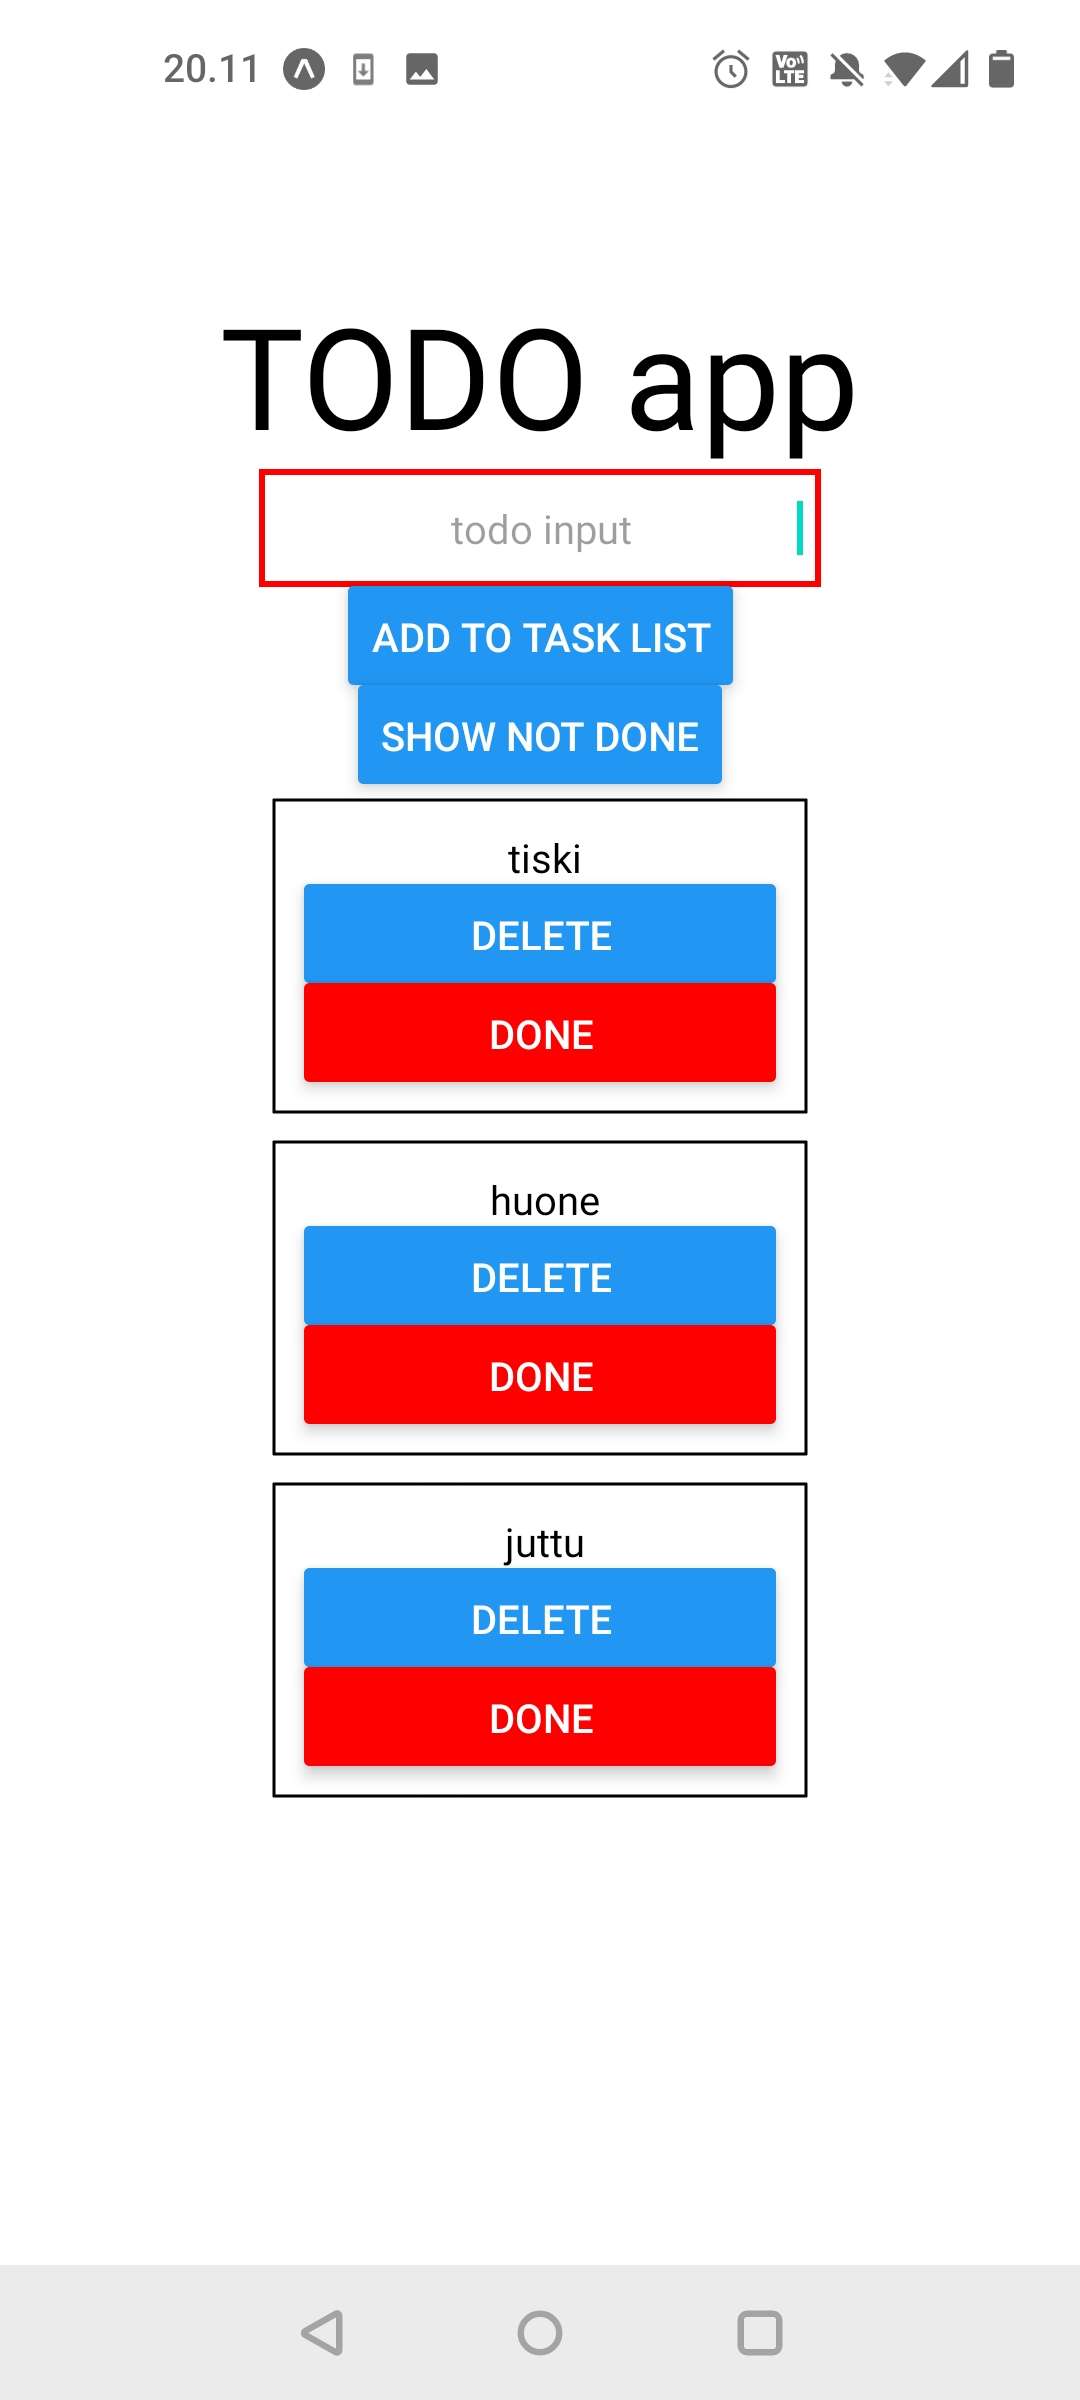 20.11
Vo LTE
TODO app
todo input
ADD TO TASK LIST
SHOW NOT DONE
tiski
DELETE
DONE
huone
DELETE
DONE
juttu
DELETE
DONE